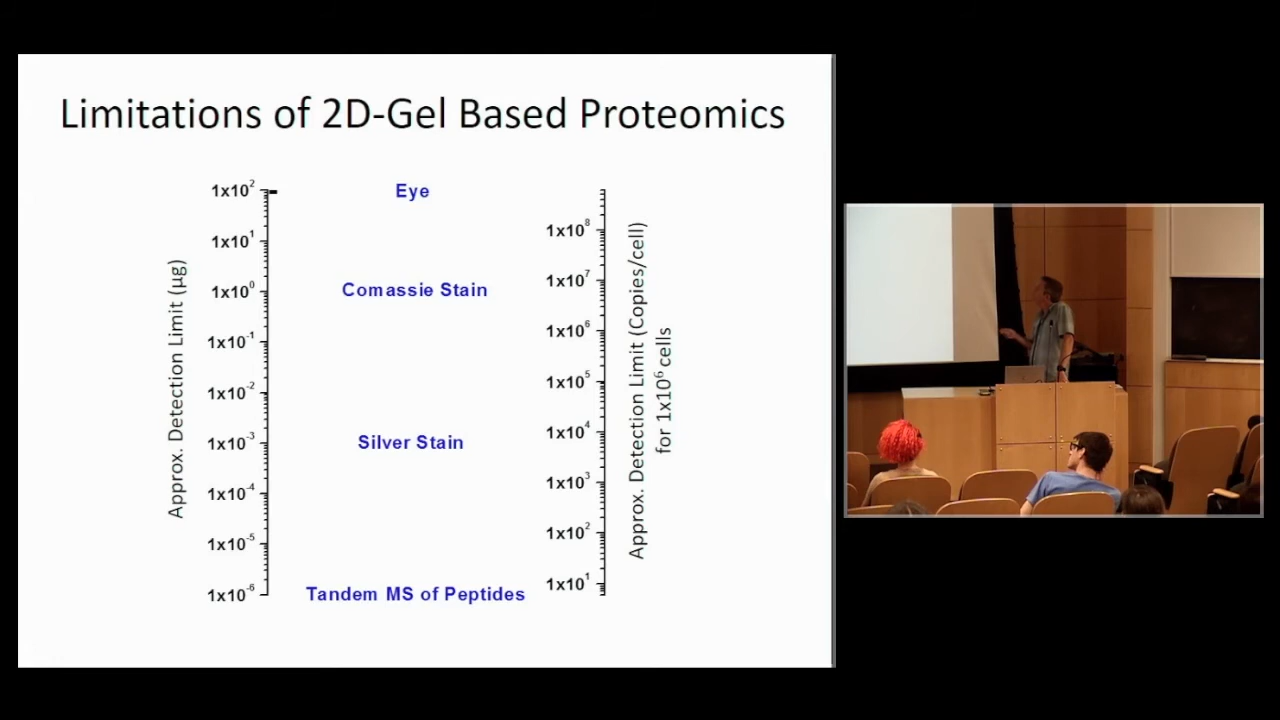 Limitations of 2D-Gel Based Proteomics
Approx. Detection Limit (µg)
1x10²
1x10¹
1x10⁰
1x10⁻¹
1x10⁻²
1x10⁻³
1x10⁻⁴
1x10⁻⁵
1x10⁻⁶
Eye
Comassie Stain
Silver Stain
Tandem MS of Peptides
1x10⁸
1x10⁷
1x10⁶
1x10⁵
1x10⁴
1x10³
1x10²
1x10¹
Approx. Detection Limit (Copies/cell)
for 1x10⁶ cells